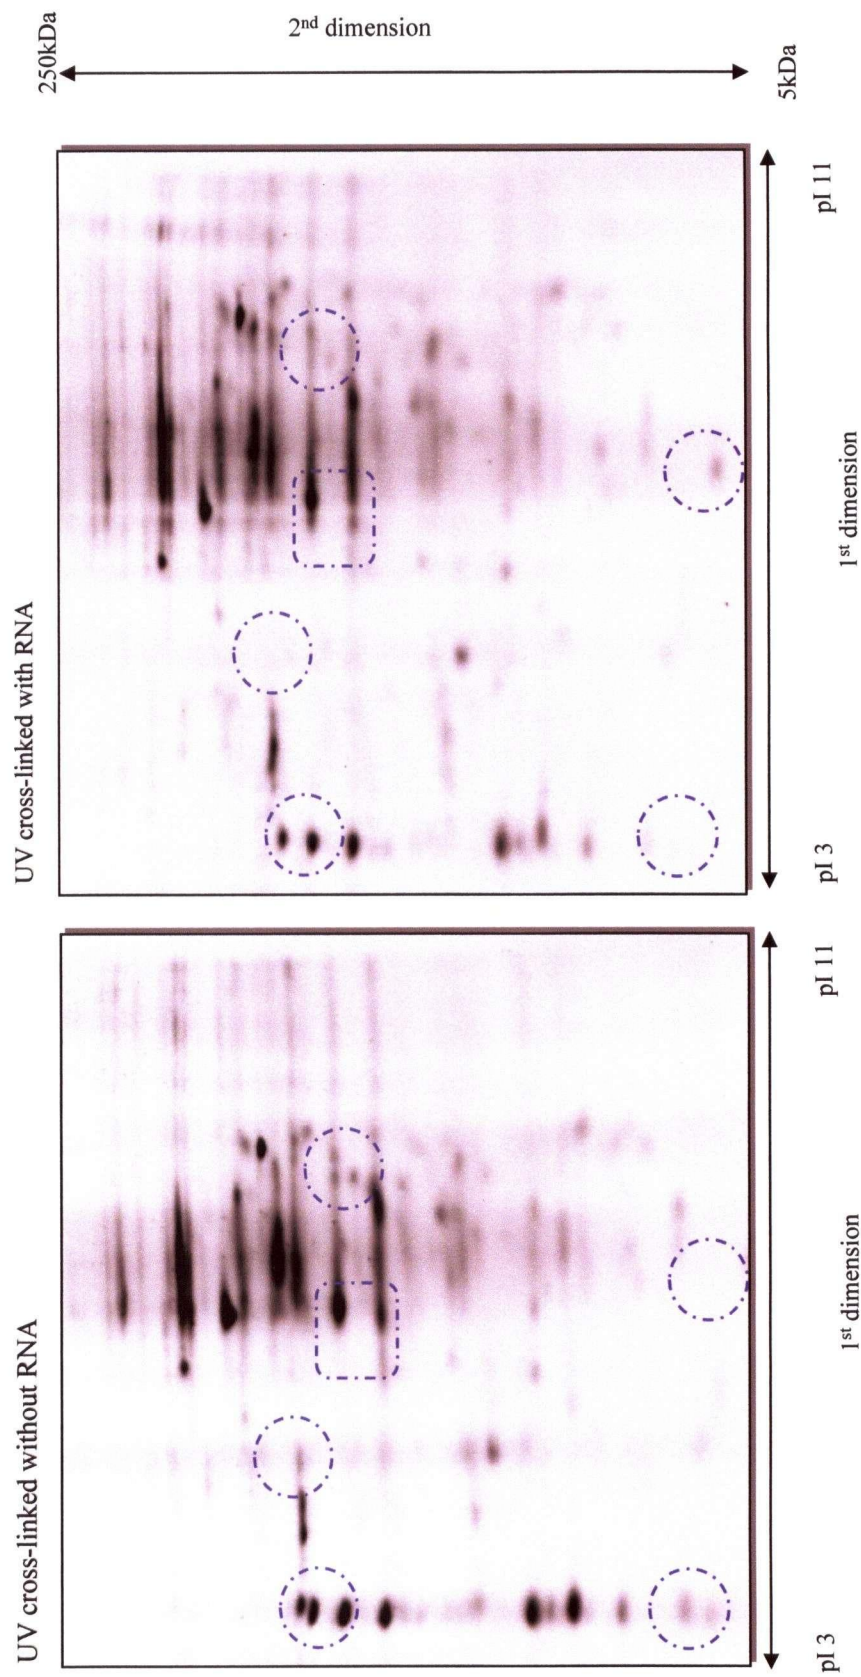 UV cross-linked without RNA
UV cross-linked with RNA
250kDa
2nd dimension
5kDa
pI 3
1st dimension
pI 11
pI 3
1st dimension
pI 11